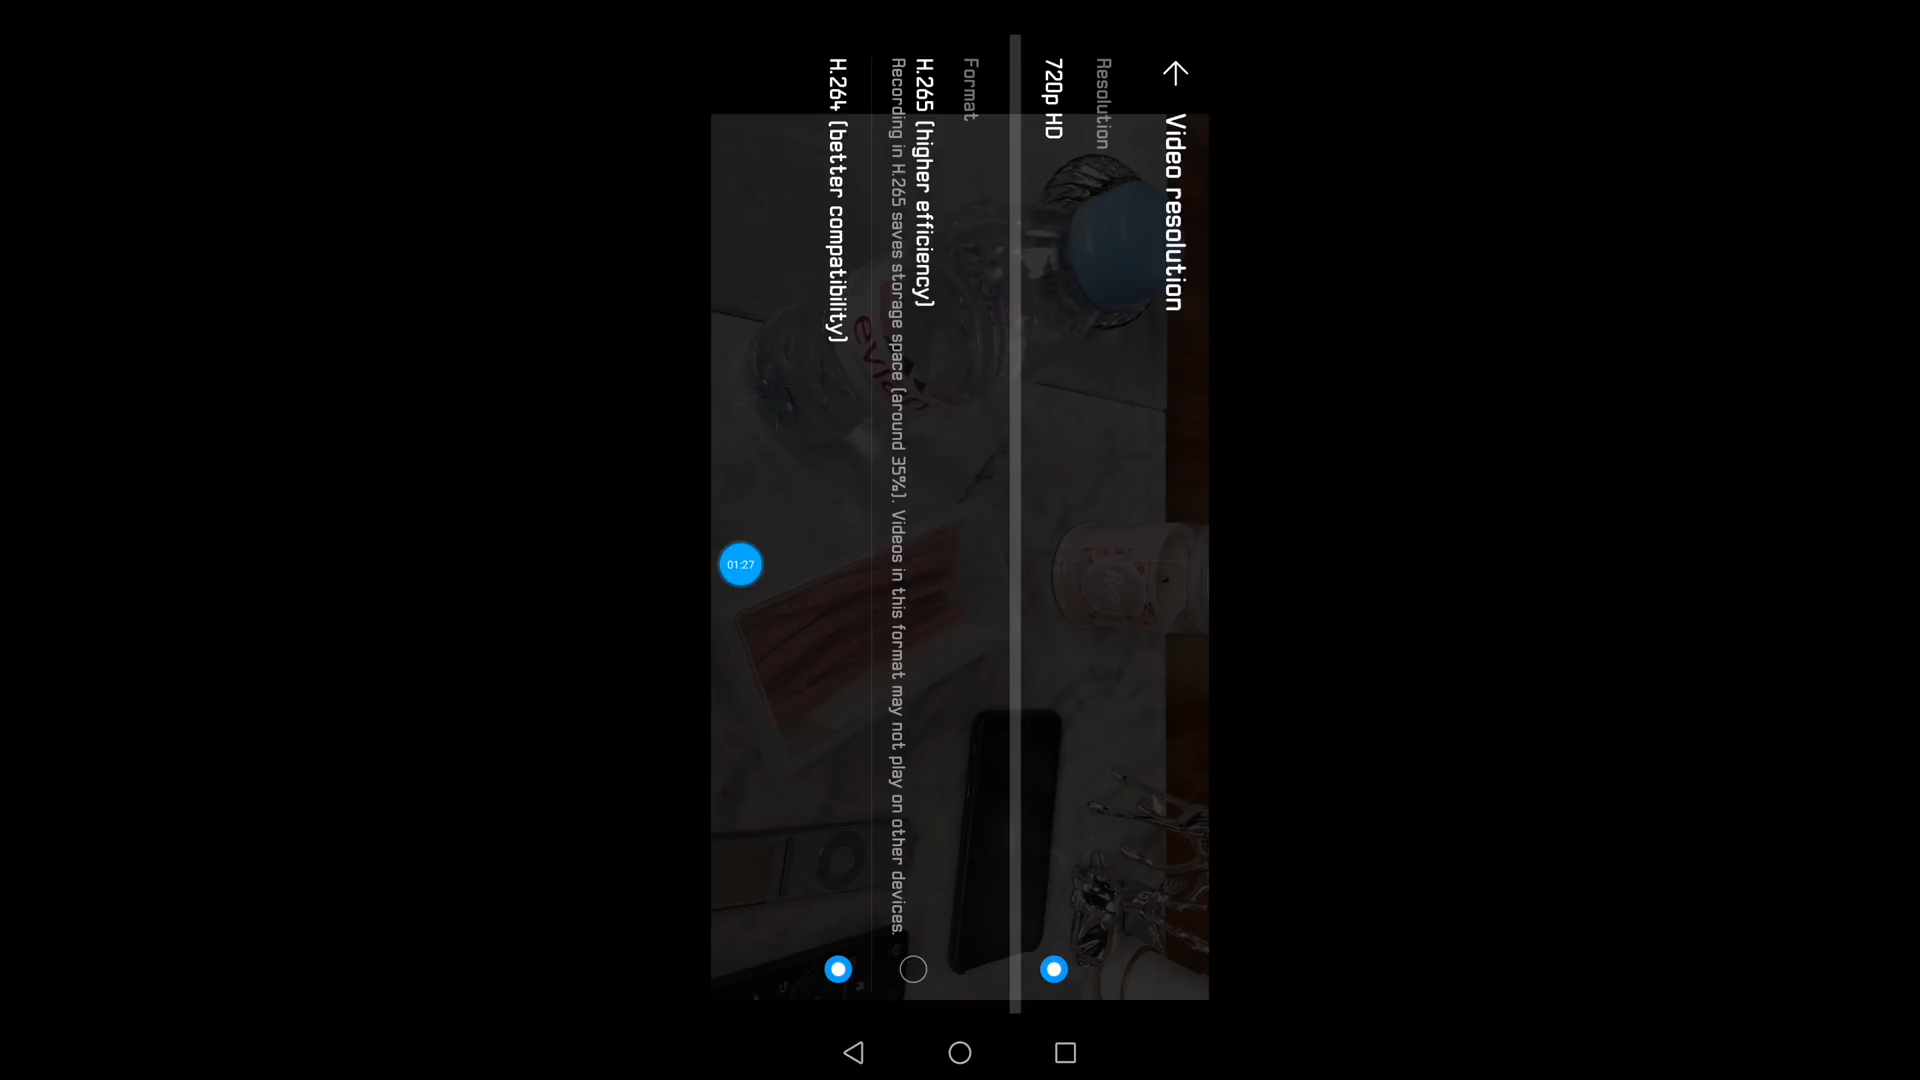 Video resolution
Resolution
720p HD
Format
H.265 (higher efficiency)
Recording in H.265 saves storage space (around 35%). Videos in this format may not play on other devices.
H.264 (better compatibility)
01:27
evian